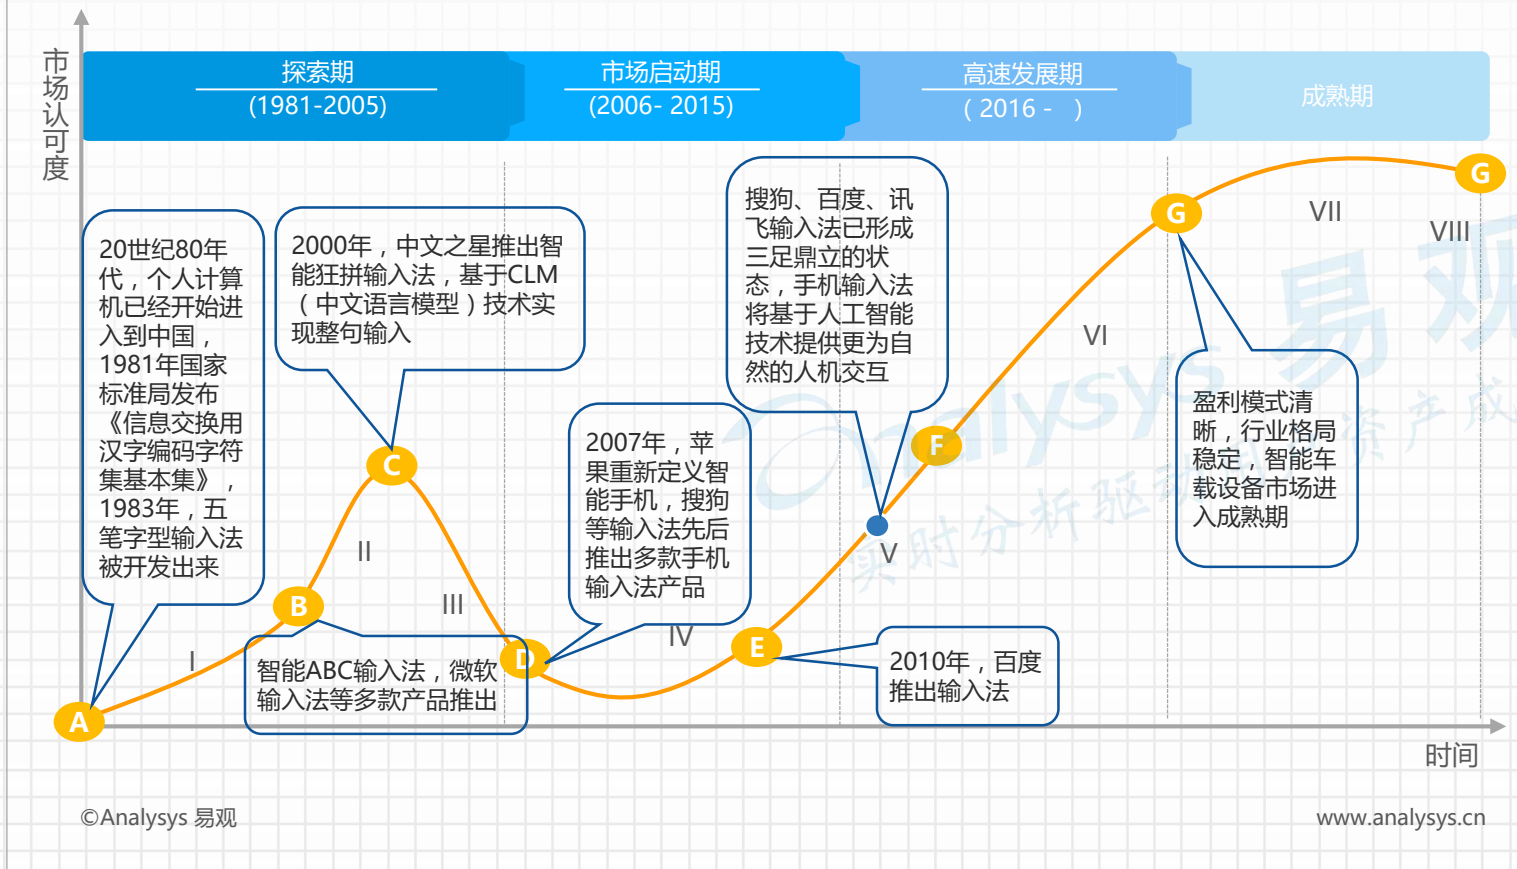 市场认可度
探索期
(1981-2005)
市场启动期
(2006- 2015)
高速发展期
（ 2016 - ）
成熟期
20世纪80年
代，个人计算
机已经开始进
入到中国，
1981年国家
标准局发布
《信息交换用
汉字编码字符
集基本集》，
1983年，五
笔字型输入法
被开发出来
2000年，中文之星推出智
能狂拼输入法，基于CLM
（中文语言模型）技术实
现整句输入
搜狗、百度、讯
飞输入法已形成
三足鼎立的状
态，手机输入法
将基于人工智能
技术提供更为自
然的人机交互
2007年，苹
果重新定义智
能手机，搜狗
等输入法先后
推出多款手机
输入法产品
盈利模式清
晰，行业格局
稳定，智能车
载设备市场进
入成熟期
智能ABC输入法，微软
输入法等多款产品推出
2010年，百度
推出输入法
A
B
C
D
E
F
G
G
I
II
III
IV
V
VI
VII
VIII
时间
nalysys 易观
实时分析驱动
资产成
©Analysys 易观
www.analysys.cn